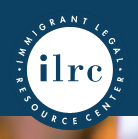 IMMIGRANT LEGAL
ilrc
RESOURCE CENTER